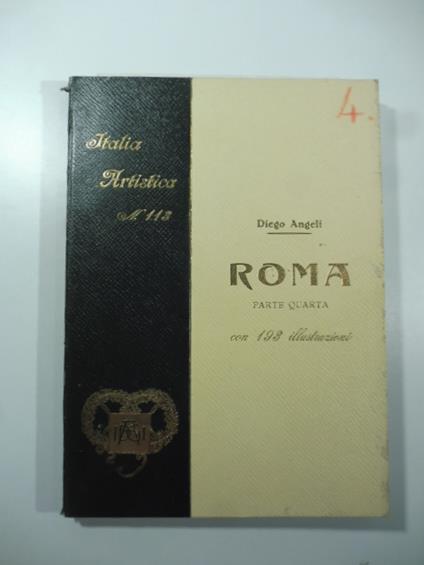 4.
Italia
Artistica
N. 113
Diego Angeli
ROMA
PARTE QUARTA
con 193 illustrazioni